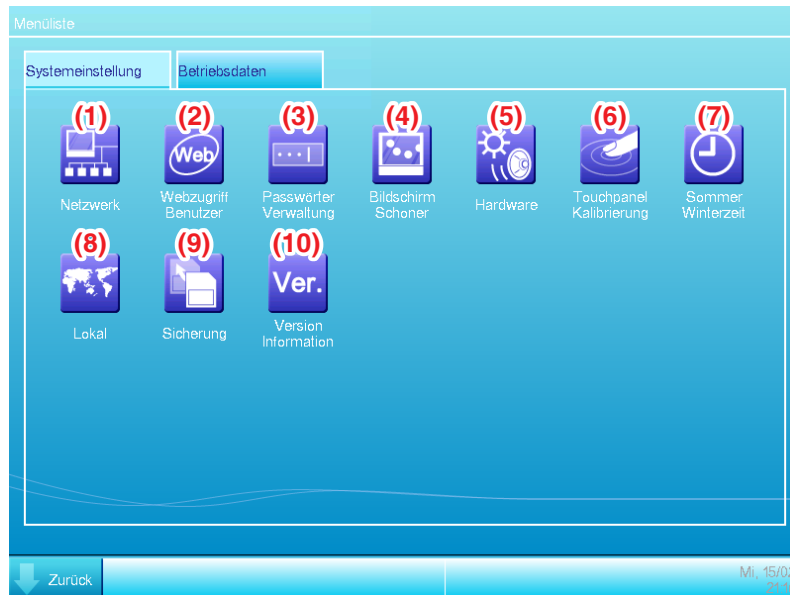 Menüliste
Systemeinstellung Betriebsdaten
(1) (2) (3) (4) (5) (6) (7)
Web
Netzwerk
Webzugriff
Benutzer
Passwörter
Verwaltung
Bildschirm
Schoner
Hardware
Touchpanel
Kalibrierung
Sommer
Winterzeit
(8) (9) (10)
Ver.
Lokal
Sicherung
Version
Information
Zurück
Mi, 15/02